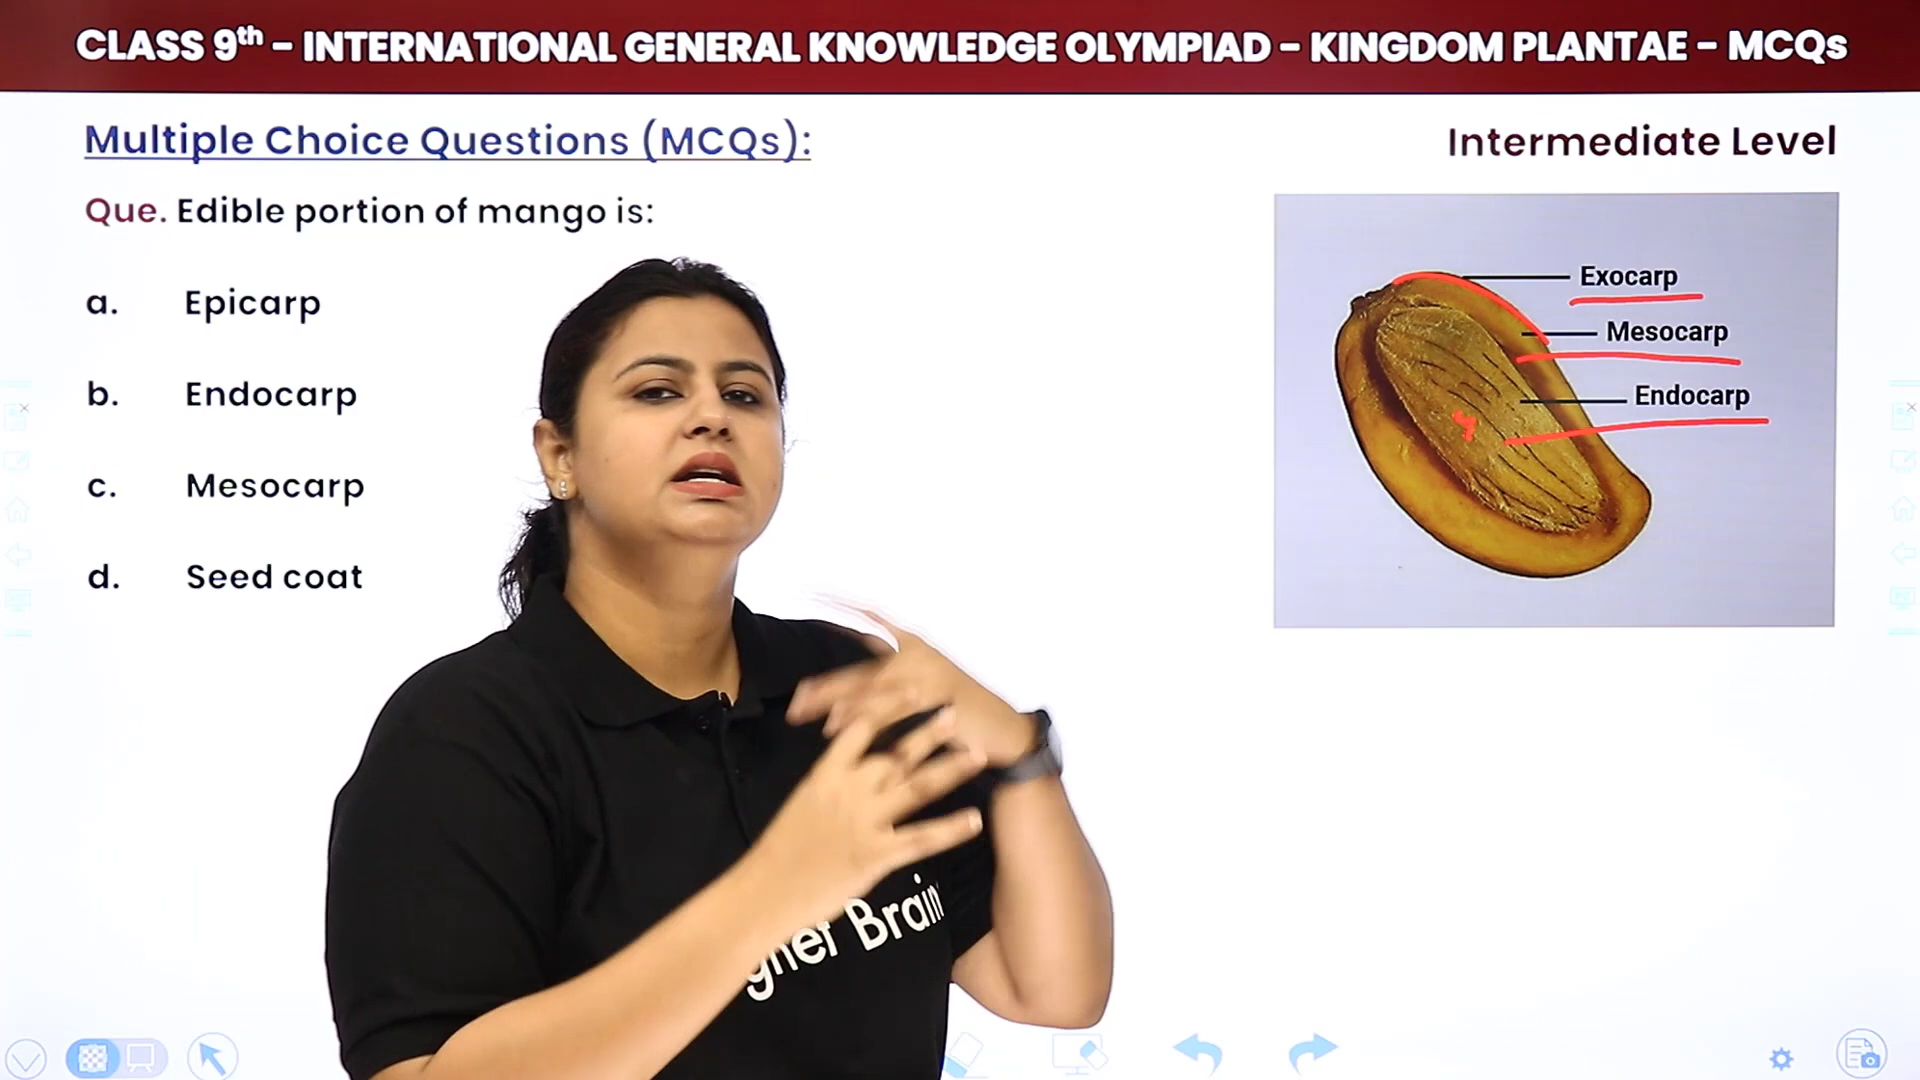 CLASS 9th – INTERNATIONAL GENERAL KNOWLEDGE OLYMPIAD – KINGDOM PLANTAE – MCQs
Multiple Choice Questions (MCQs):
Intermediate Level
Que. Edible portion of mango is:
a. Epicarp
b. Endocarp
c. Mesocarp
d. Seed coat
Exocarp
Mesocarp
Endocarp
gnet Brain